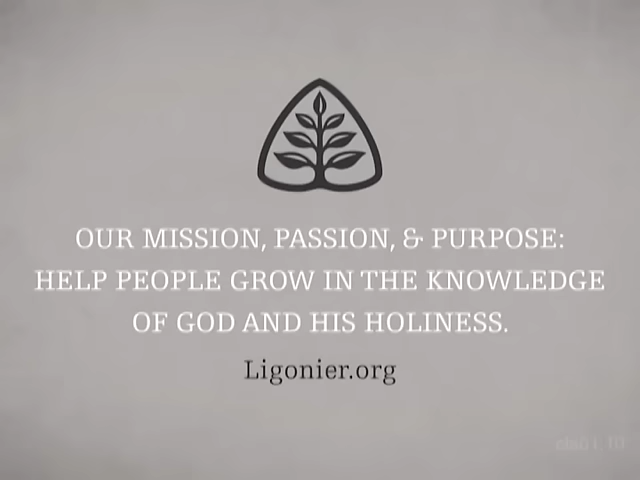 OUR MISSION, PASSION, & PURPOSE:
HELP PEOPLE GROW IN THE KNOWLEDGE
OF GOD AND HIS HOLINESS.
Ligonier.org